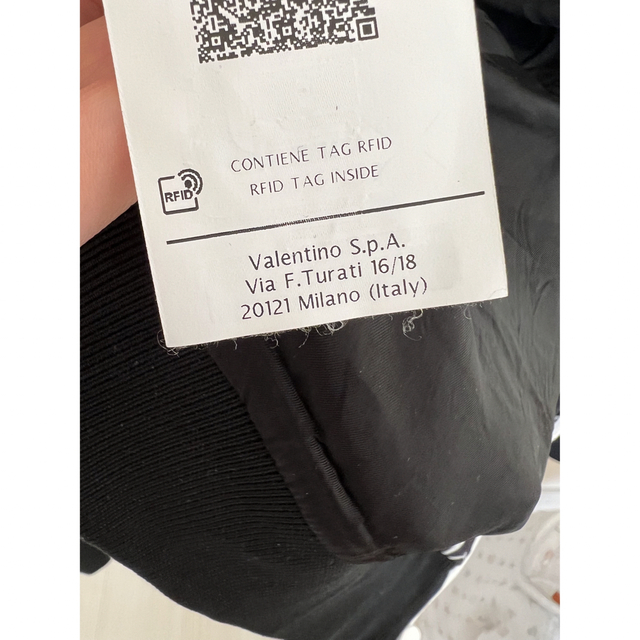 CONTIENE TAG RFID
RFID TAG INSIDE
RFID
Valentino S.p.A.
Via F.Turati 16/18
20121 Milano (Italy)